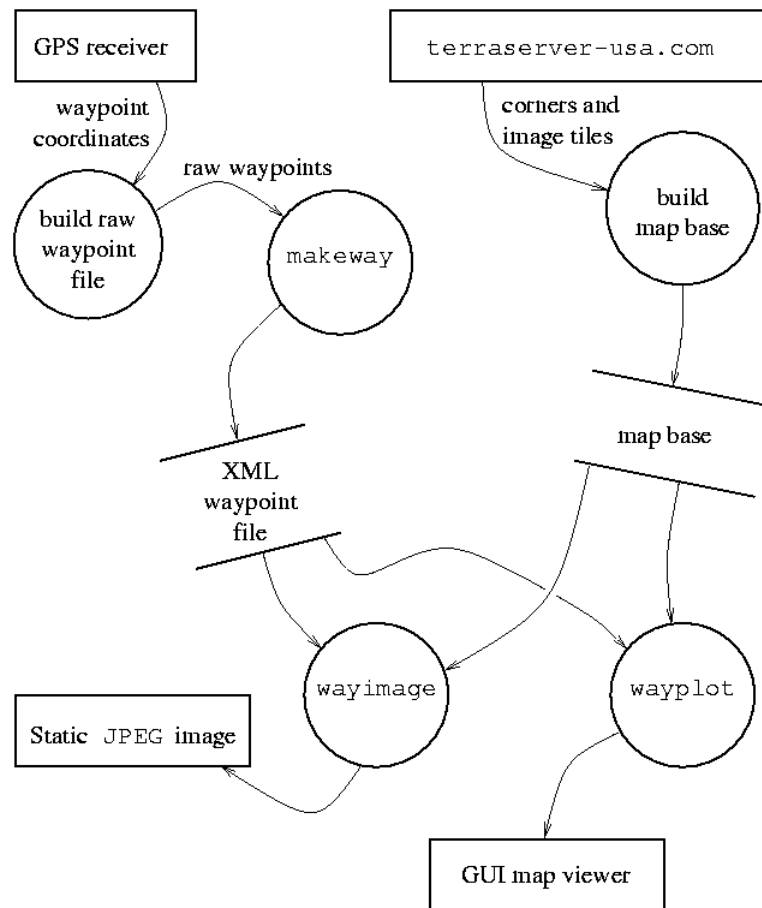 GPS receiver
terraserver-usa.com
waypoint
coordinates
corners and
image tiles
raw waypoints
build raw
waypoint
file
makeway
build
map base
map base
XML
waypoint
file
wayimage
wayplot
Static JPEG image
GUI map viewer